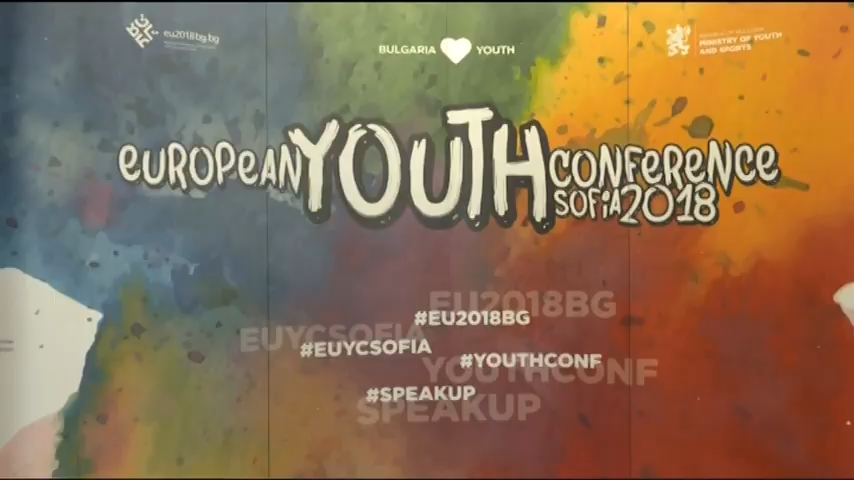 eu2018bg.bg
BULGARIA YOUTH
MINISTRY OF YOUTH
AND SPORTS
EUROPEAN YOUTH CONFERENCE
SOFIA 2018
EU2018BG
#EU2018BG
EUYCSOFIA
#EUYCSOFIA
#YOUTHCONF
YOUTHCONF
#SPEAKUP
SPEAKUP